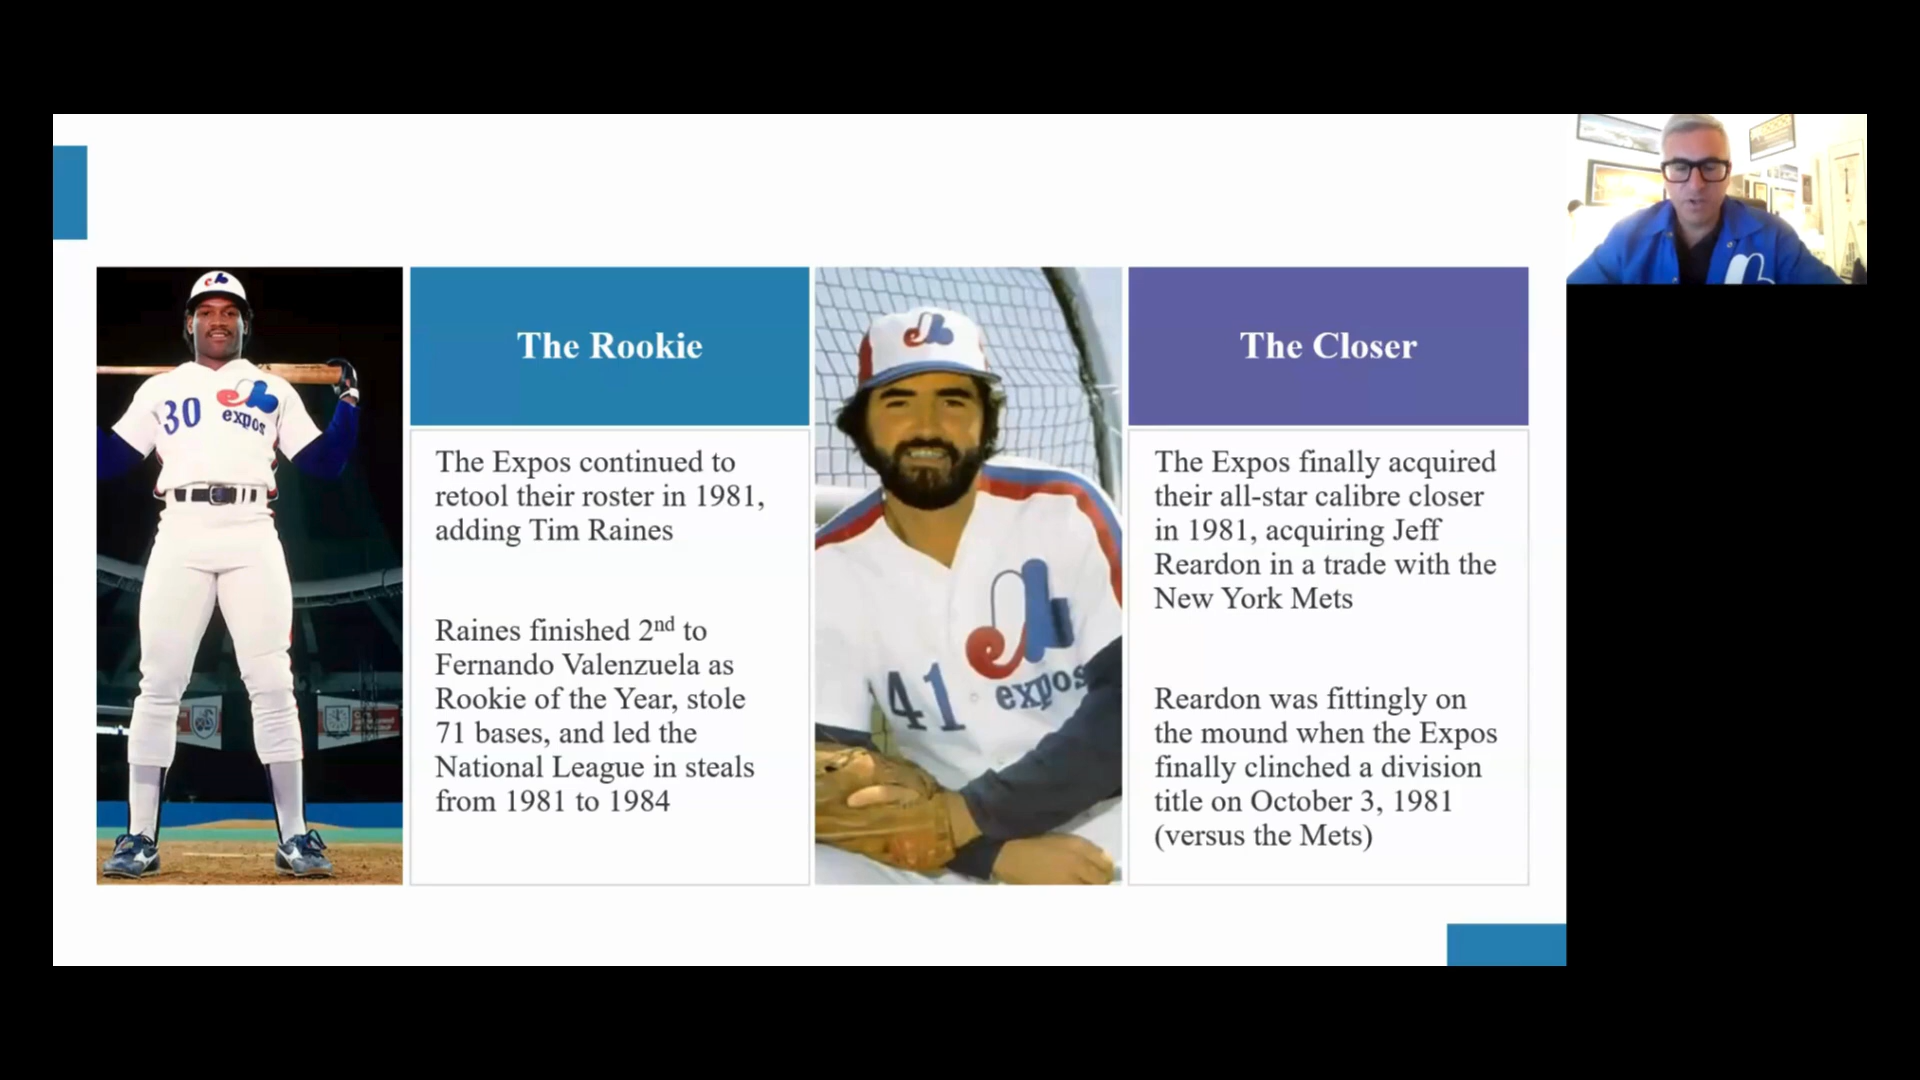 The Rookie
The Expos continued to
retool their roster in 1981,
adding Tim Raines
Raines finished 2nd to
Fernando Valenzuela as
Rookie of the Year, stole
71 bases, and led the
National League in steals
from 1981 to 1984
The Closer
The Expos finally acquired
their all-star calibre closer
in 1981, acquiring Jeff
Reardon in a trade with the
New York Mets
Reardon was fittingly on
the mound when the Expos
finally clinched a division
title on October 3, 1981
(versus the Mets)
30
expos
41
expos